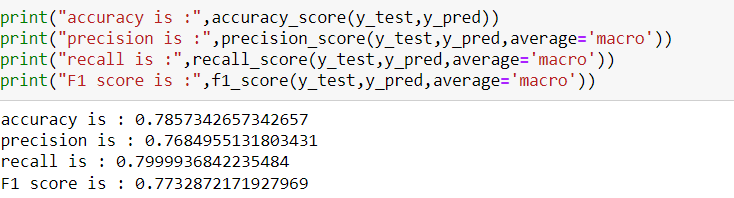 print("accuracy is :",accuracy_score(y_test,y_pred))
print("precision is :",precision_score(y_test,y_pred,average='macro'))
print("recall is :",recall_score(y_test,y_pred,average='macro'))
print("F1 score is :",f1_score(y_test,y_pred,average='macro'))
accuracy is : 0.7857342657342657
precision is : 0.7684955131803431
recall is : 0.7999936842235484
F1 score is : 0.7732872171927969